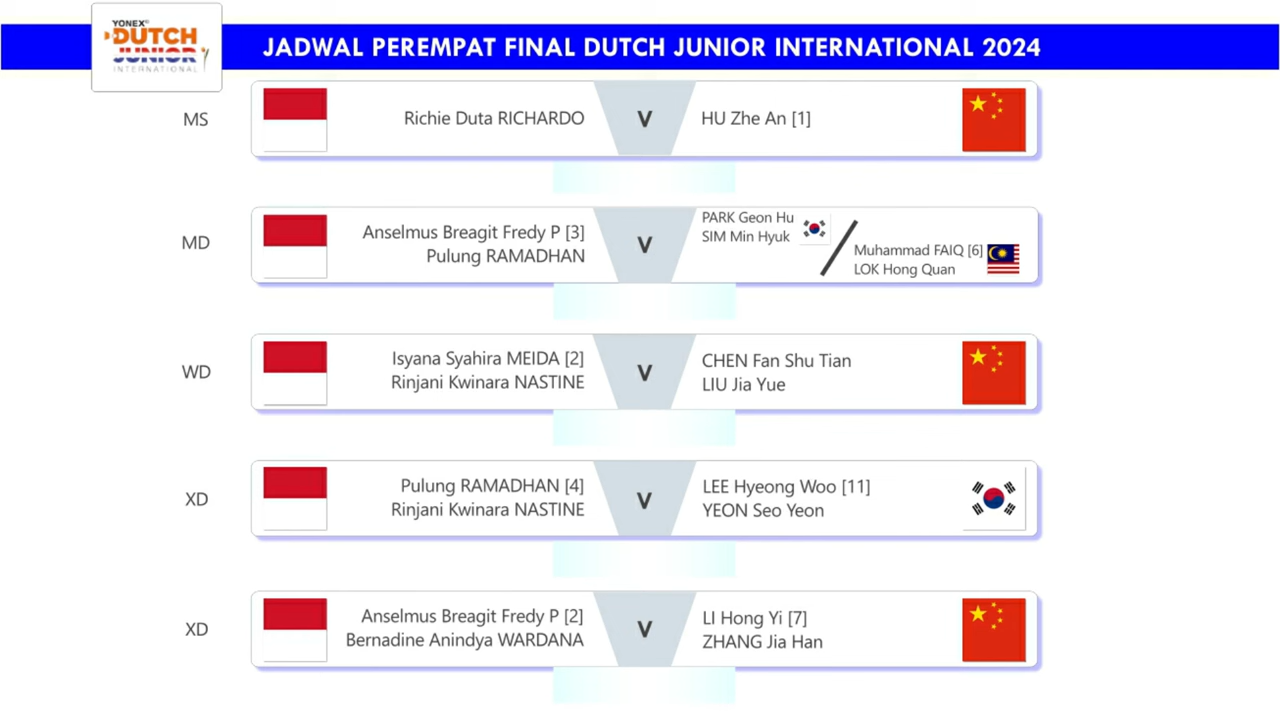 YONEX
DUTCH
JUNIOR
INTERNATIONAL
JADWAL PEREMPAT FINAL DUTCH JUNIOR INTERNATIONAL 2024
MS
Richie Duta RICHARDO
V
HU Zhe An [1]
MD
Anselmus Breagit Fredy P [3]
Pulung RAMADHAN
V
PARK Geon Hu
SIM Min Hyuk
Muhammad FAIQ [6]
LOK Hong Quan
WD
Isyana Syahira MEIDA [2]
Rinjani Kwinara NASTINE
V
CHEN Fan Shu Tian
LIU Jia Yue
XD
Pulung RAMADHAN [4]
Rinjani Kwinara NASTINE
V
LEE Hyeong Woo [11]
YEON Seo Yeon
XD
Anselmus Breagit Fredy P [2]
Bernadine Anindya WARDANA
V
LI Hong Yi [7]
ZHANG Jia Han